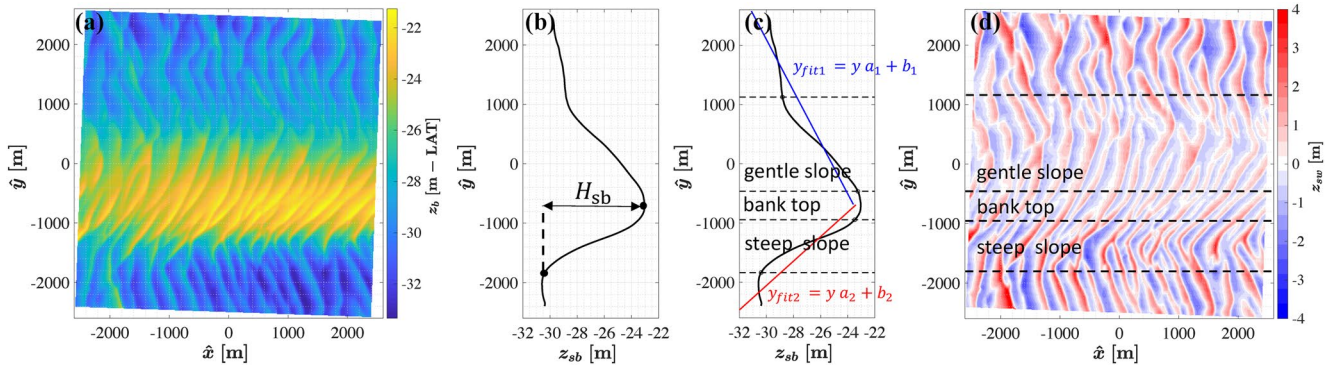 (a)
2000
1000
0
-1000
-2000
ŷ [m]
-2000 -1000 0 1000 2000
x̂ [m]
-22
-24
-26
-28
-30
-32
z_b [m − LAT]
(b)
2000
1000
0
-1000
-2000
ŷ [m]
H_sb
-32 -30 -28 -26 -24 -22
z_sb [m]
(c)
2000
1000
0
-1000
-2000
ŷ [m]
y_fit1 = y a_1 + b_1
gentle slope
bank top
steep slope
y_fit2 = y a_2 + b_2
-32 -30 -28 -26 -24 -22
z_sb [m]
(d)
2000
1000
0
-1000
-2000
ŷ [m]
gentle slope
bank top
steep slope
-2000 -1000 0 1000 2000
x̂ [m]
4
3
2
1
0
-1
-2
-3
-4
z_sw [m]